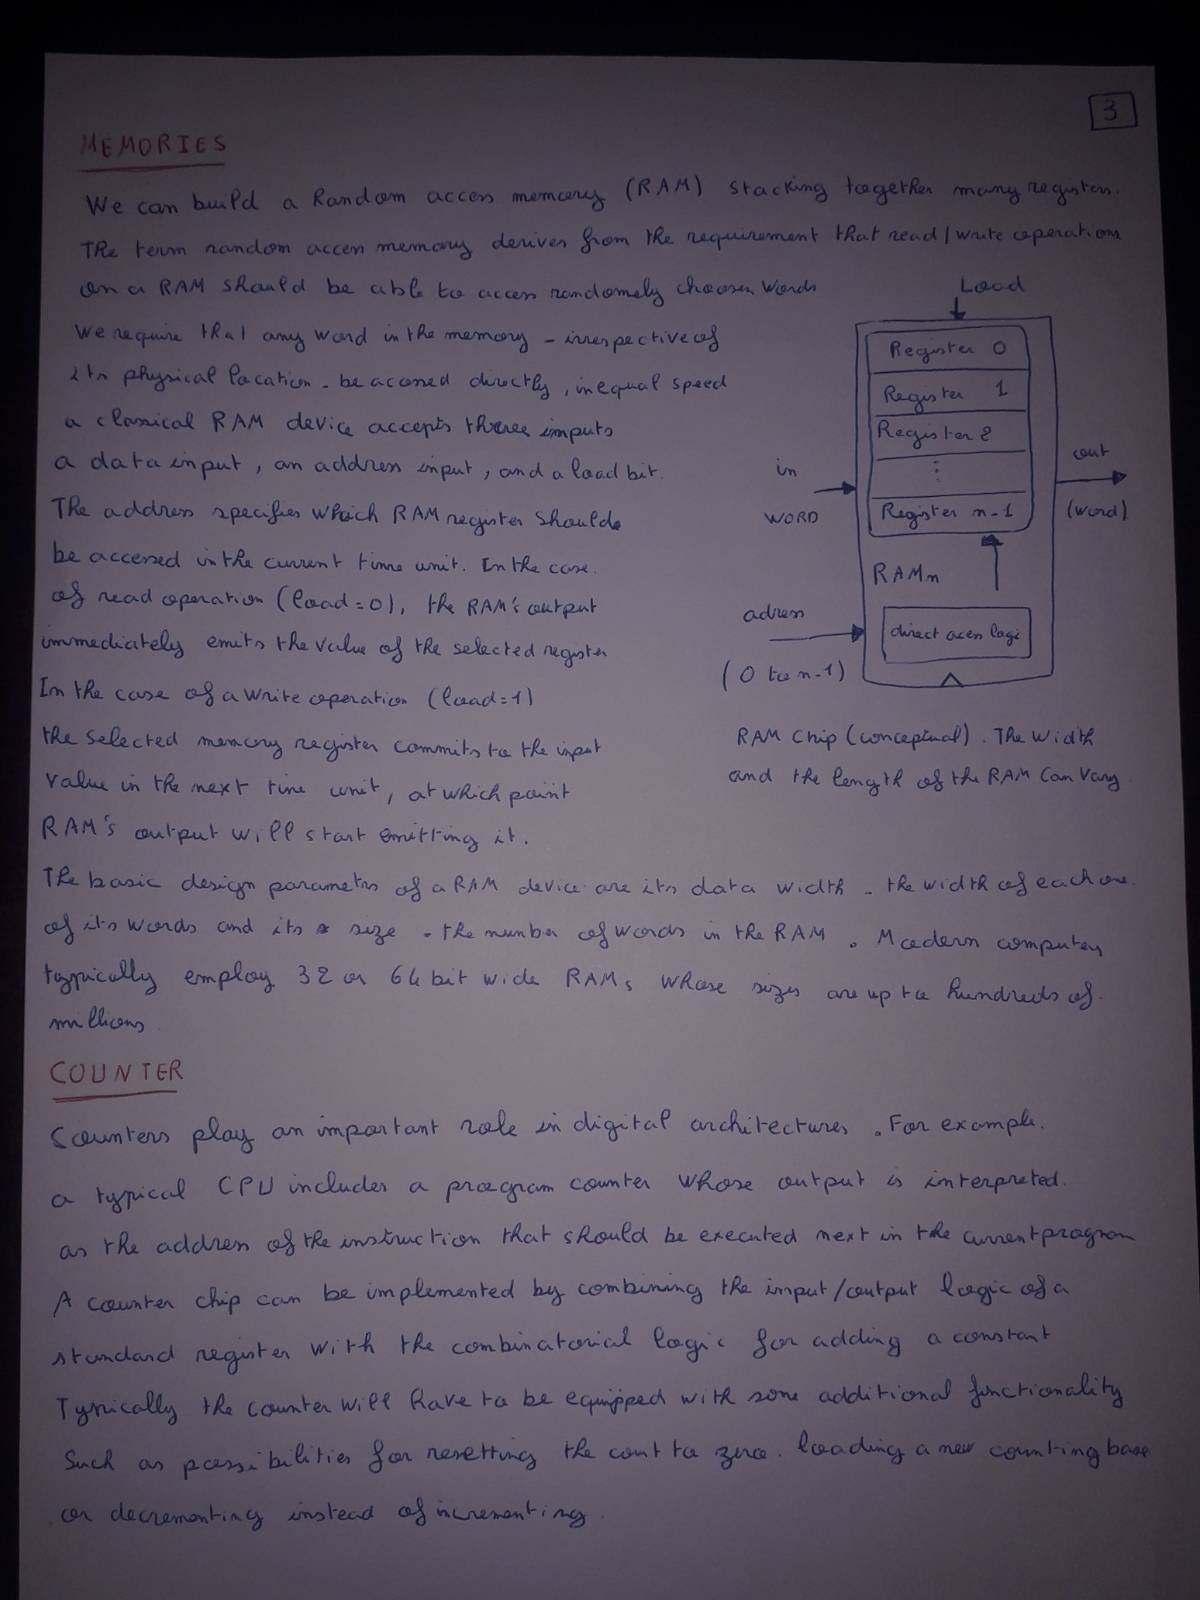 3
MEMORIES
We can build a Random access memory (RAM) stacking together many registers.
The term random access memory derives from the requirement that read/write operations
on a RAM should be able to access randomely choosen words
We require that any word in the memory - irrespective of
its physical location - be accessed directly, in equal speed
a classical RAM device accepts three inputs
a data input, an address input, and a load bit.
The address specifies which RAM register should
be accessed in the current time unit. In the case
of read operation (load=0), the RAM's output
immediately emits the value of the selected register
In the case of a write operation (load=1)
the selected memory register commits to the input
value in the next time unit, at which point
RAM's output will start emitting it.
Load
Register 0
Register 1
Register 2
⋮
Register n-1
in
WORD
out
(word)
RAMn
adress
(0 to n-1)
direct acess logic
RAM chip (conceptual). The width
and the length of the RAM can vary
The basic design parametrs of a RAM device are its data width - the width of each one
of its words and its size - the number of words in the RAM. Modern computers
typically employ 32 or 64 bit wide RAMs whose sizes are up to hundreds of
millions
COUNTER
Counters play an important role in digital architectures. For example.
a typical CPU includes a program counter whose output is interpreted.
as the address of the instruction that should be executed next in the current program
A counter chip can be implemented by combining the input/output logic of a
standard register with the combinatorial logic for adding a constant
Typically the counter will have to be equipped with some additional functionality
Such as possibilities for resetting the count to zero. loading a new counting base
or decrementing instead of incrementing.